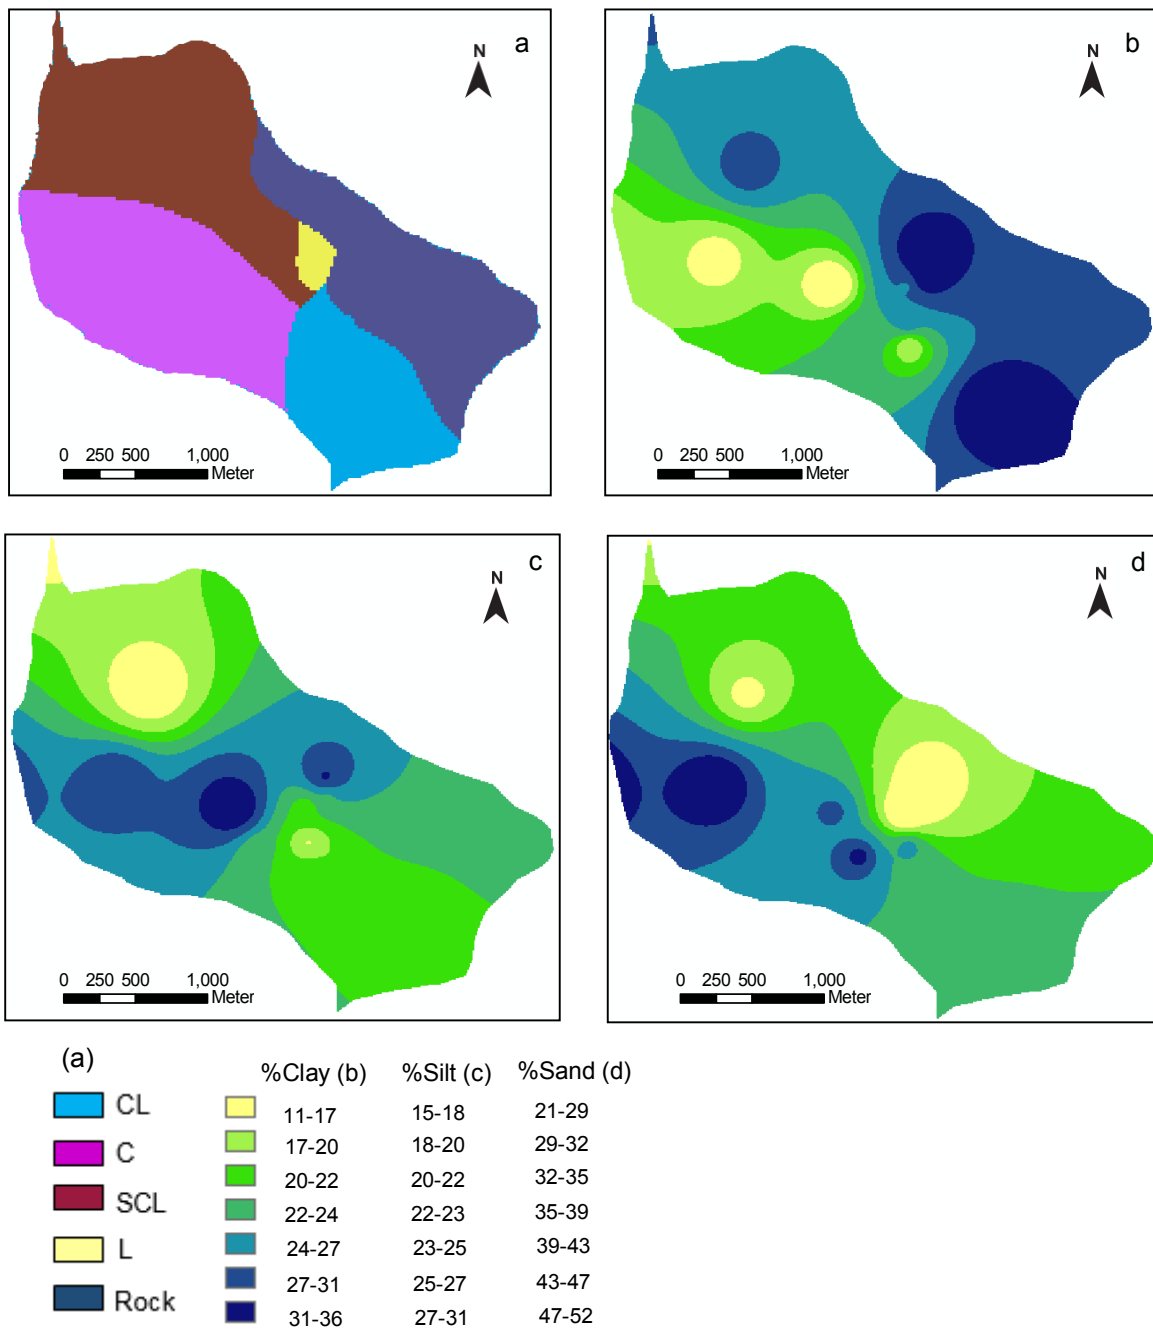 a
N
0 250 500 1,000
Meter
b
N
0 250 500 1,000
Meter
c
N
0 250 500 1,000
Meter
d
N
0 250 500 1,000
Meter
(a)
CL
C
SCL
L
Rock
%Clay (b) %Silt (c) %Sand (d)
11-17 15-18 21-29
17-20 18-20 29-32
20-22 20-22 32-35
22-24 22-23 35-39
24-27 23-25 39-43
27-31 25-27 43-47
31-36 27-31 47-52